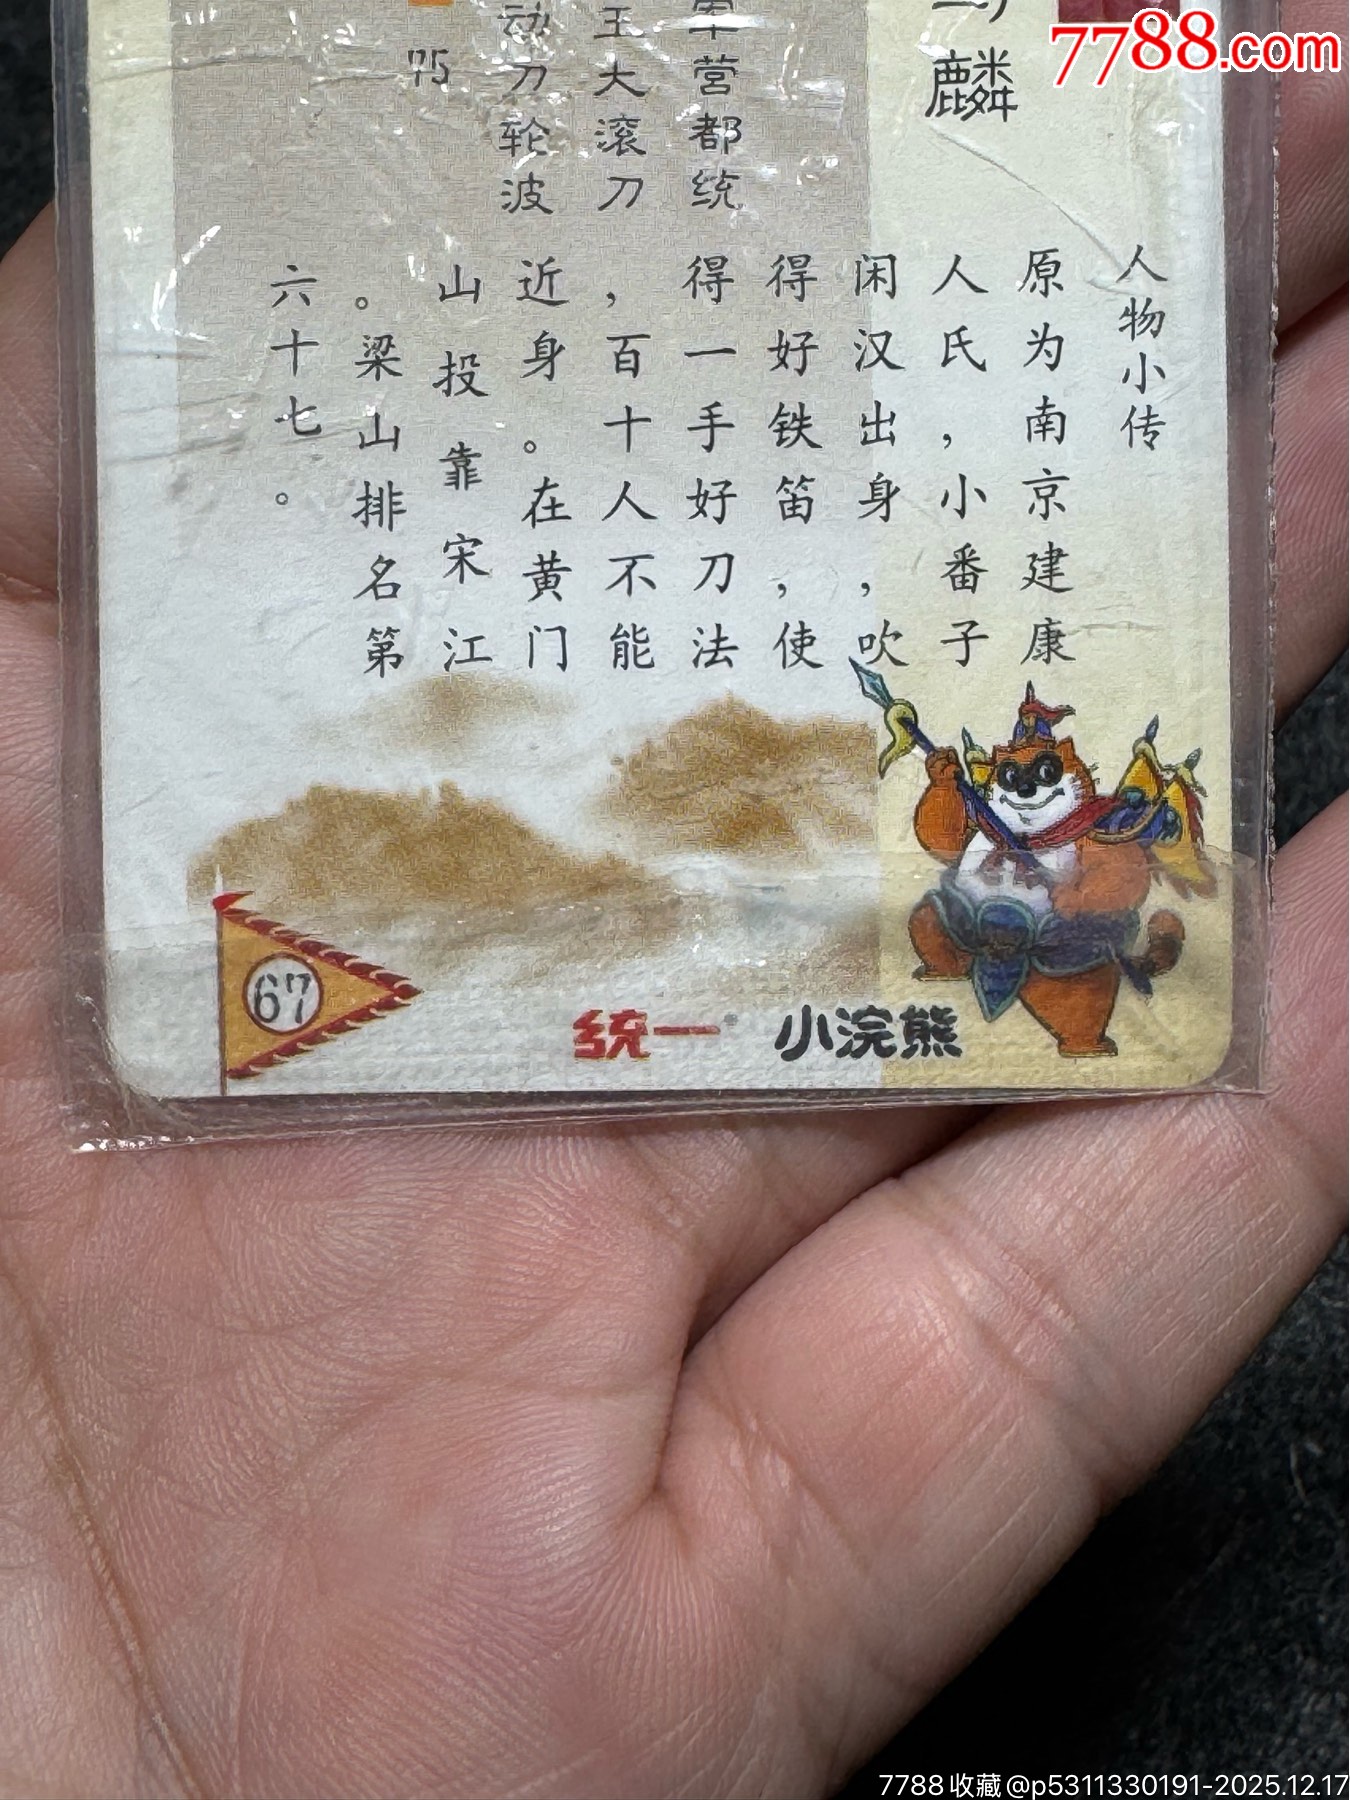 7788.com
麟
军营都统
王大滚刀
动刀轮波
75
人物小传
原为南京建康
人氏,小番子
闲汉出身,吹
得好铁笛,使
得一手好刀法
,百十人不能
近身。在黄门
山投靠宋江
。梁山排名第
六十七。
67
统一 小浣熊
7788收藏@p5311330191-2025.12.17